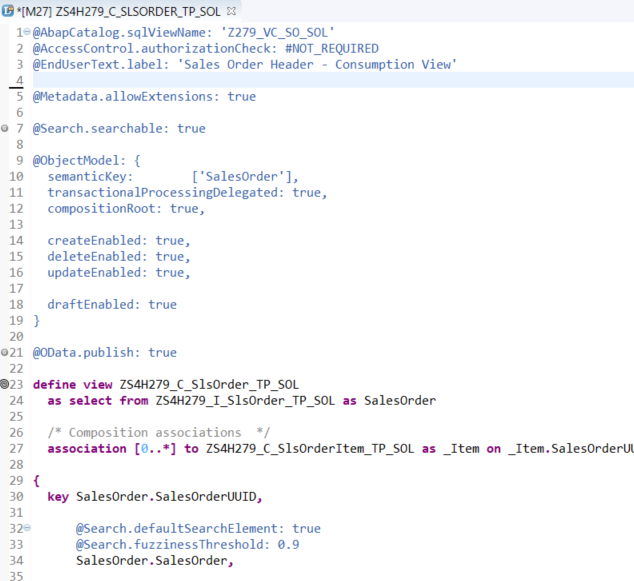 *[M27] ZS4H279_C_SLSORDER_TP_SOL
1 @AbapCatalog.sqlViewName: 'Z279_VC_SO_SOL'
2 @AccessControl.authorizationCheck: #NOT_REQUIRED
3 @EndUserText.label: 'Sales Order Header - Consumption View'
4
5 @Metadata.allowExtensions: true
6
7 @Search.searchable: true
8
9 @ObjectModel: {
10   semanticKey:        ['SalesOrder'],
11   transactionalProcessingDelegated: true,
12   compositionRoot: true,
13
14   createEnabled: true,
15   deleteEnabled: true,
16   updateEnabled: true,
17
18   draftEnabled: true
19 }
20
21 @OData.publish: true
22
23 define view ZS4H279_C_SlsOrder_TP_SOL
24   as select from ZS4H279_I_SlsOrder_TP_SOL as SalesOrder
25
26   /* Composition associations  */
27   association [0..*] to ZS4H279_C_SlsOrderItem_TP_SOL as _Item on _Item.SalesOrderU
28
29 {
30   key SalesOrder.SalesOrderUUID,
31
32       @Search.defaultSearchElement: true
33       @Search.fuzzinessThreshold: 0.9
34       SalesOrder.SalesOrder,
35